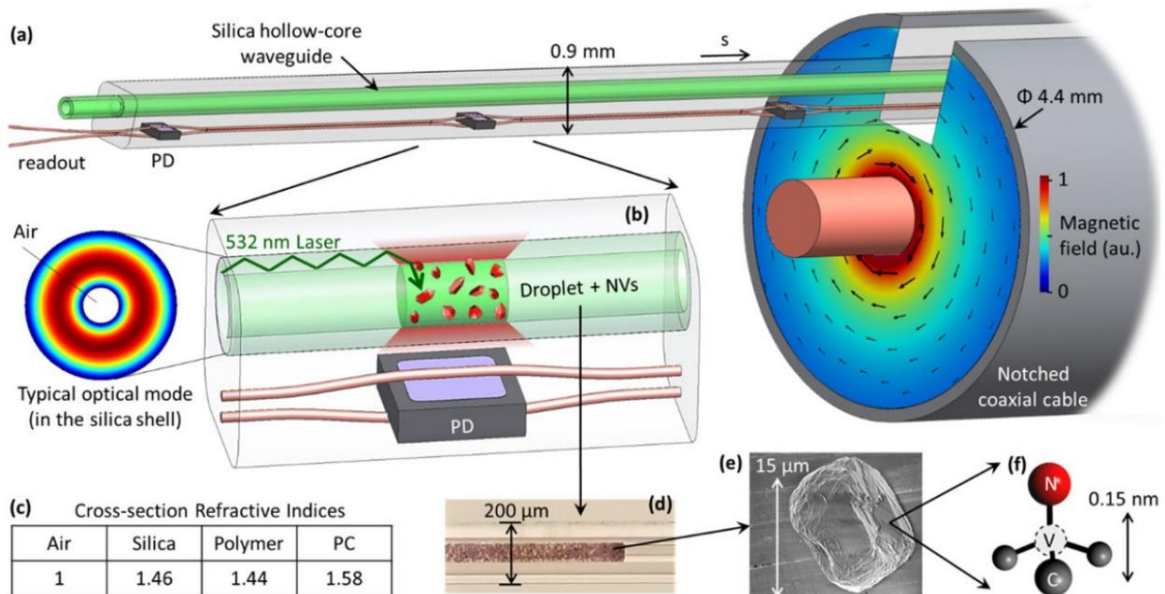 (a)
Silica hollow-core
waveguide
0.9 mm
s
Φ 4.4 mm
readout
PD
1
Magnetic
field (au.)
0
Notched
coaxial cable
Air
Typical optical mode
(in the silica shell)
(b)
532 nm Laser
Droplet + NVs
PD
(c) Cross-section Refractive Indices
Air Silica Polymer PC
1 1.46 1.44 1.58
(d)
200 µm
(e)
15 µm
(f)
N
V
C
0.15 nm